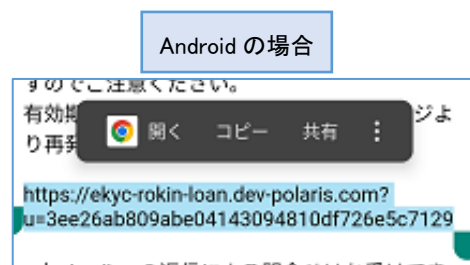 Android の場合
すのでご注意ください。
有効期
ジよ
り再発
開く コピー 共有
https://ekyc-rokin-loan.dev-polaris.com?
u=3ee26ab809abe04143094810df726e5c7129